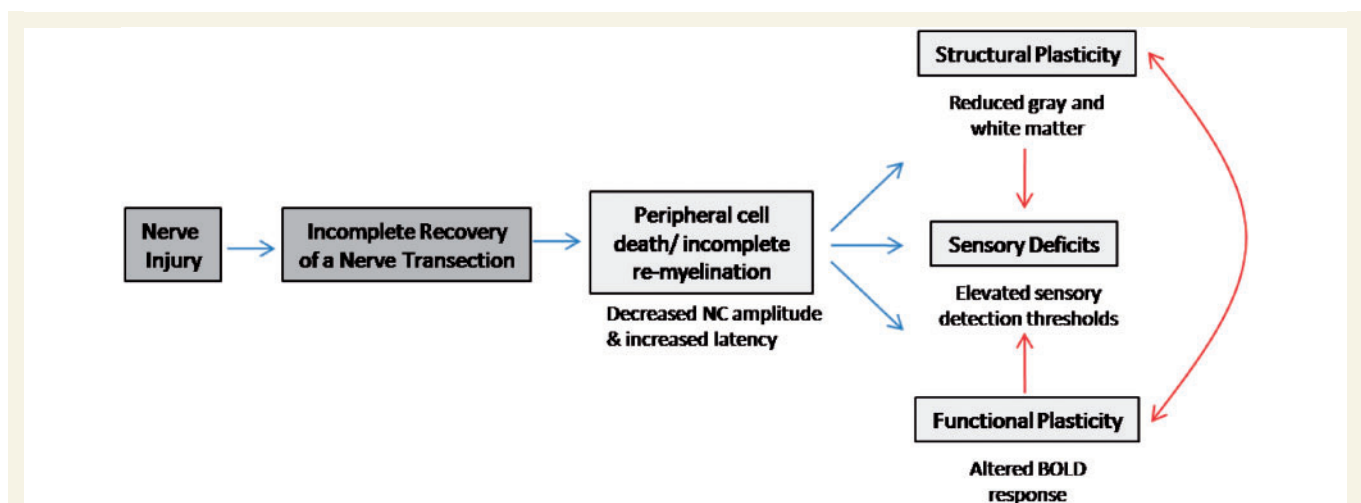 Structural Plasticity
Reduced gray and
white matter
Nerve
Injury
Incomplete Recovery
of a Nerve Transection
Peripheral cell
death/ incomplete
re-myelination
Decreased NC amplitude
& increased latency
Sensory Deficits
Elevated sensory
detection thresholds
Functional Plasticity
Altered BOLD
response